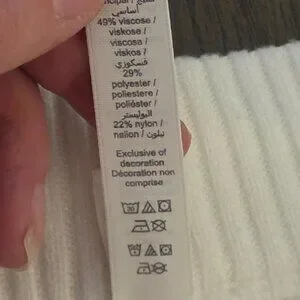 أساسي
49% viscose /
viskose /
viscosa /
viskos /
فسكوزي
29%
polyester /
poliestere /
poliéster /
البوليستر
22% nylon /
نيلون / nailon
Exclusive of
decoration
Décoration non
comprise
30